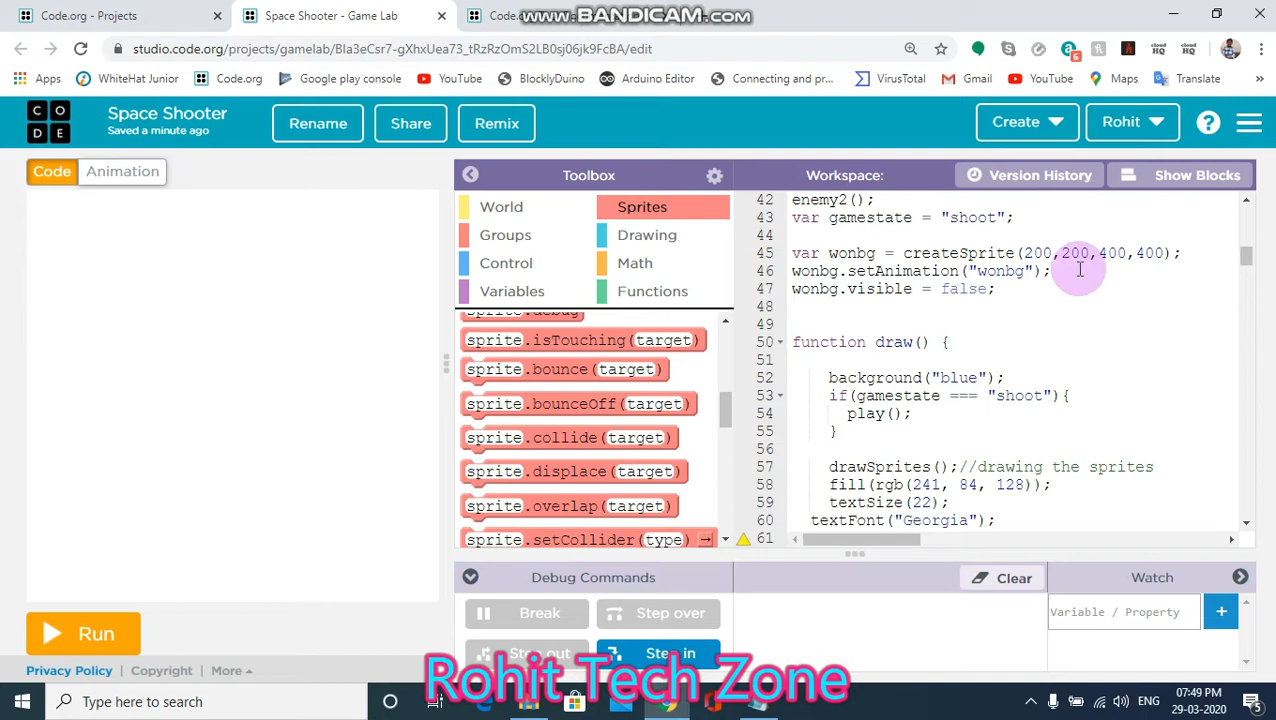 www.BANDICAM.com
Code.org - Projects
Space Shooter - Game Lab
Code.
studio.code.org/projects/gamelab/BIa3eCsr7-gXhxUea73_tRzRzOmS2LB0sj06jk9FcBA/edit
Apps
WhiteHat Junior
Code.org
Google play console
YouTube
BlocklyDuino
Arduino Editor
Connecting and pr...
VirusTotal
Gmail
YouTube
Maps
Translate
C O
D E
Space Shooter
Saved a minute ago
Rename
Share
Remix
Create
Rohit
Code
Animation
Toolbox
World
Sprites
Groups
Drawing
Control
Math
Variables
Functions
sprite.debug
sprite.isTouching(target)
sprite.bounce(target)
sprite.bounceOff(target)
sprite.collide(target)
sprite.displace(target)
sprite.overlap(target)
sprite.setCollider(type)
Workspace:
Version History
Show Blocks
42 enemy2();
43 var gamestate = "shoot";
44
45 var wonbg = createSprite(200,200,400,400);
46 wonbg.setAnimation("wonbg");
47 wonbg.visible = false;
48
49
50 function draw() {
51
52 background("blue");
53 if(gamestate === "shoot"){
54 play();
55 }
56
57 drawSprites();//drawing the sprites
58 fill(rgb(241, 84, 128));
59 textSize(22);
60 textFont("Georgia");
61
Debug Commands
Clear
Watch
Break
Step over
Step out
Step in
Variable / Property
Run
Privacy Policy
Copyright
More
Rohit Tech Zone
Type here to search
ENG
07:49 PM
29-03-2020
5